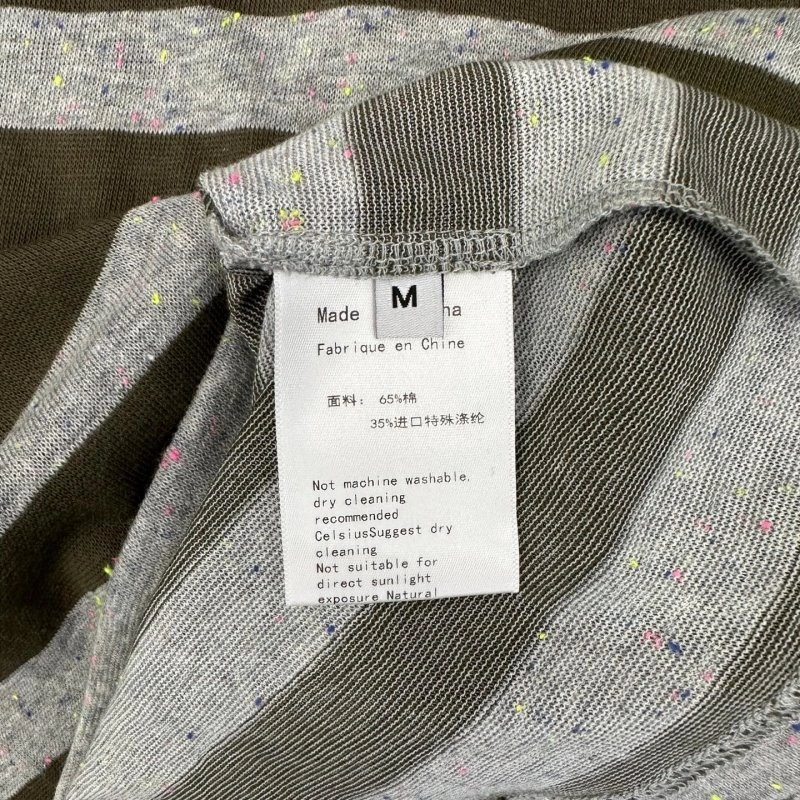 M
Made na
Fabrique en Chine
面料： 65%棉
35%进口特殊涤纶
Not machine washable.
dry cleaning
recommended
CelsiusSuggest dry
cleaning
Not suitable for
direct sunlight
exposure Natural